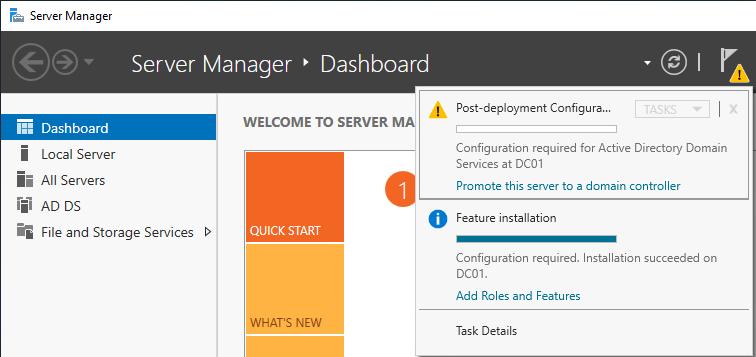 Server Manager
Server Manager • Dashboard
Dashboard
Local Server
All Servers
AD DS
File and Storage Services
WELCOME TO SERVER MA
1
QUICK START
WHAT'S NEW
Post-deployment Configura...
TASKS
X
Configuration required for Active Directory Domain
Services at DC01
Promote this server to a domain controller
Feature installation
Configuration required. Installation succeeded on
DC01.
Add Roles and Features
Task Details